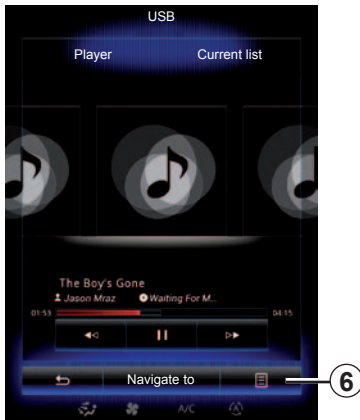 USB
Player Current list
The Boy's Gone
Jason Mraz Waiting For M...
01:53 04:15
Navigate to
6
A/C